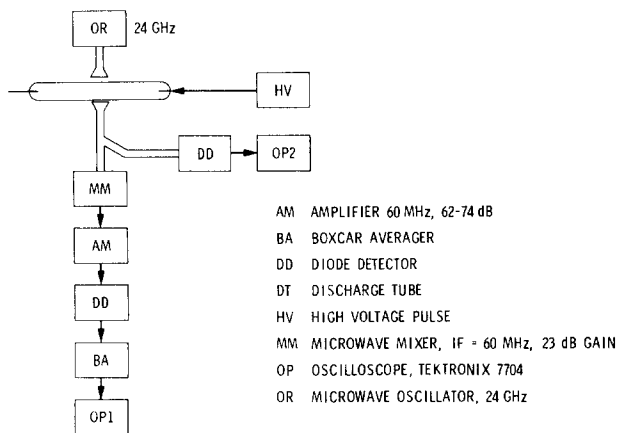 OR 24 GHz
HV
DD OP2
MM
AM
DD
BA
OP1
AM AMPLIFIER 60 MHz, 62-74 dB
BA BOXCAR AVERAGER
DD DIODE DETECTOR
DT DISCHARGE TUBE
HV HIGH VOLTAGE PULSE
MM MICROWAVE MIXER, IF = 60 MHz, 23 dB GAIN
OP OSCILLOSCOPE, TEKTRONIX 7704
OR MICROWAVE OSCILLATOR, 24 GHz